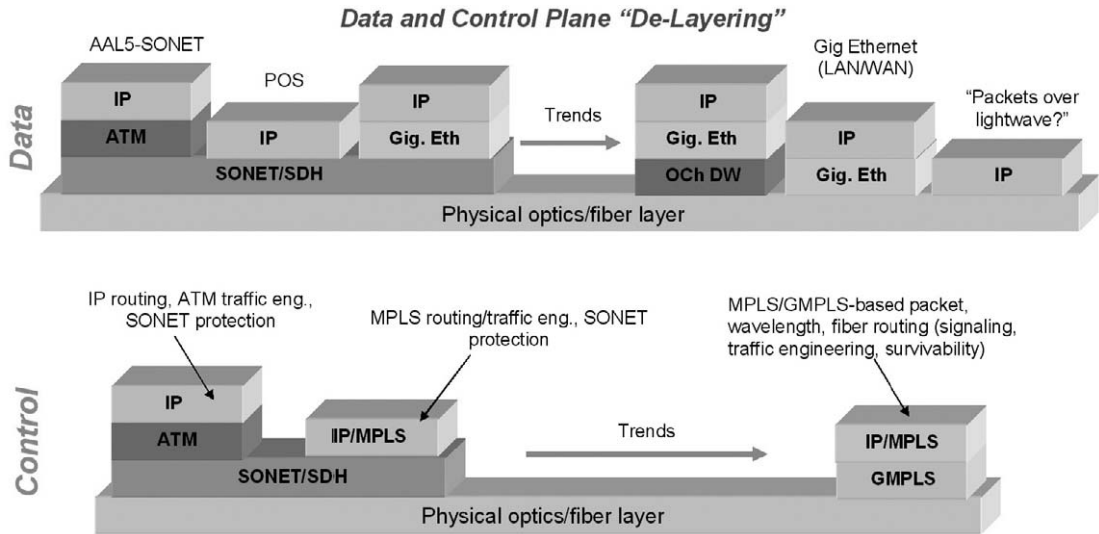 Data and Control Plane “De-Layering”
AAL5-SONET
POS
Gig Ethernet
(LAN/WAN)
“Packets over
lightwave?”
Data
IP
ATM
IP
IP
Gig. Eth
SONET/SDH
Trends
IP
Gig. Eth
OCh DW
IP
Gig. Eth
IP
Physical optics/fiber layer
IP routing, ATM traffic eng.,
SONET protection
MPLS routing/traffic eng., SONET
protection
MPLS/GMPLS-based packet,
wavelength, fiber routing (signaling,
traffic engineering, survivability)
Control
IP
ATM
IP/MPLS
SONET/SDH
Trends
IP/MPLS
GMPLS
Physical optics/fiber layer